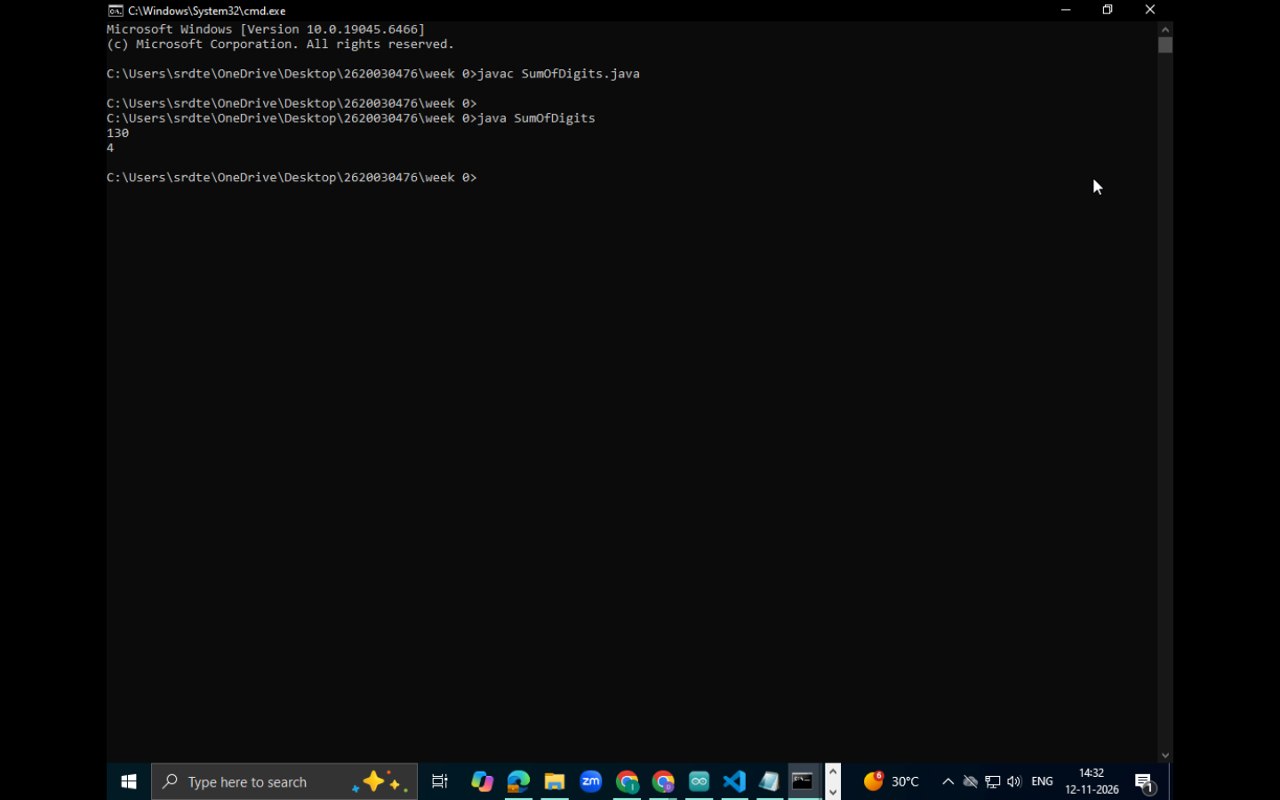 C:\Windows\System32\cmd.exe
Microsoft Windows [Version 10.0.19045.6466]
(c) Microsoft Corporation. All rights reserved.
C:\Users\srdte\OneDrive\Desktop\2620030476\week 0>javac SumOfDigits.java
C:\Users\srdte\OneDrive\Desktop\2620030476\week 0>
C:\Users\srdte\OneDrive\Desktop\2620030476\week 0>java SumOfDigits
130
4
C:\Users\srdte\OneDrive\Desktop\2620030476\week 0>
Type here to search
zm
6
30°C
ENG
14:32
12-11-2026
1